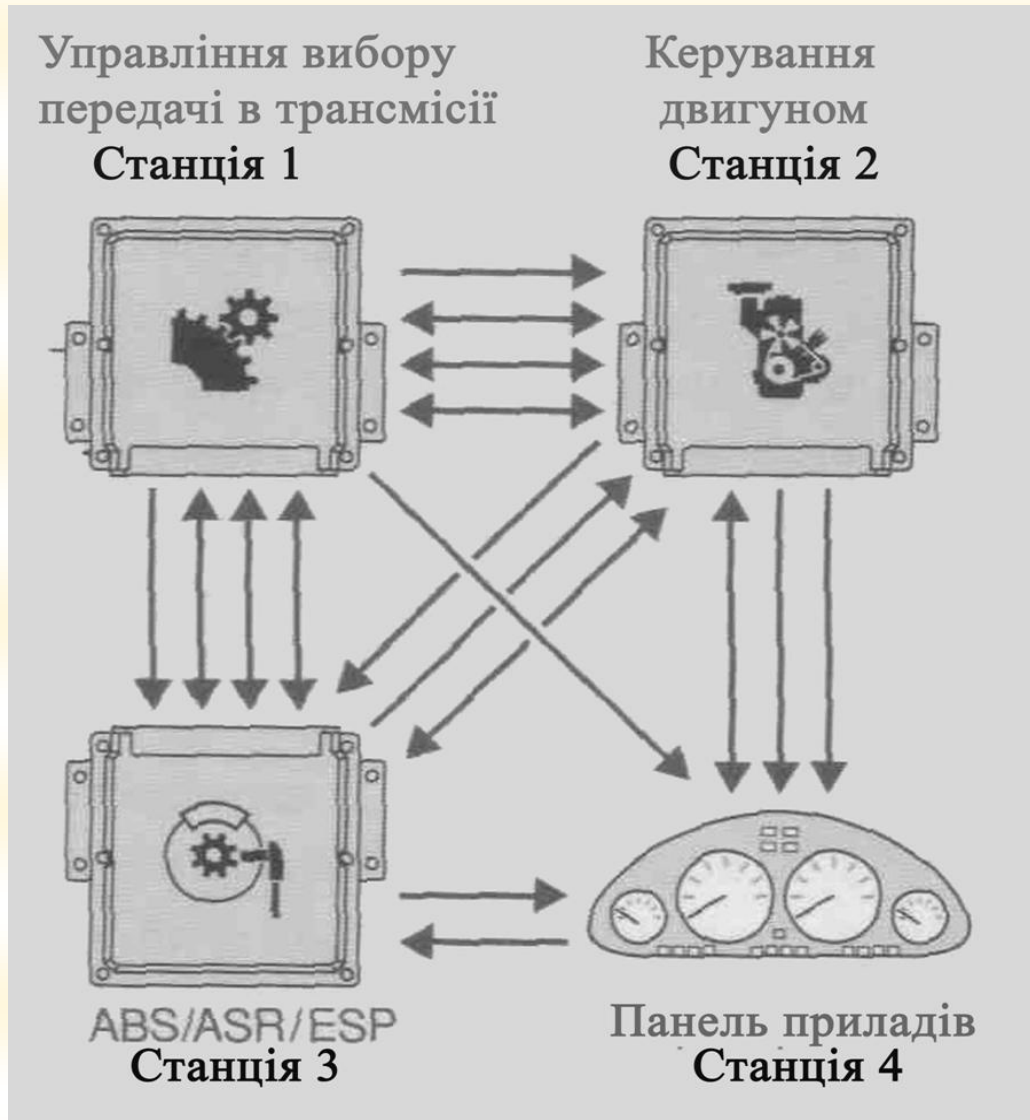 Управління вибору
передачі в трансмісії
Станція 1
Керування
двигуном
Станція 2
ABS/ASR/ESP
Станція 3
Панель приладів
Станція 4